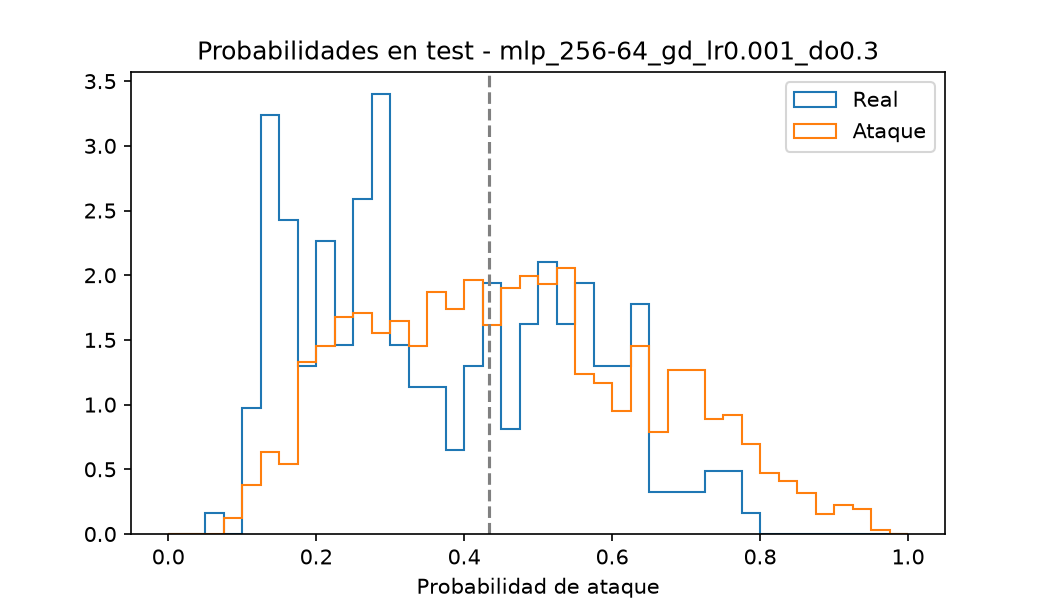 Probabilidades en test - mlp_256-64_gd_lr0.001_do0.3
3.5
3.0
2.5
2.0
1.5
1.0
0.5
0.0
Real
Ataque
0.0 0.2 0.4 0.6 0.8 1.0
Probabilidad de ataque